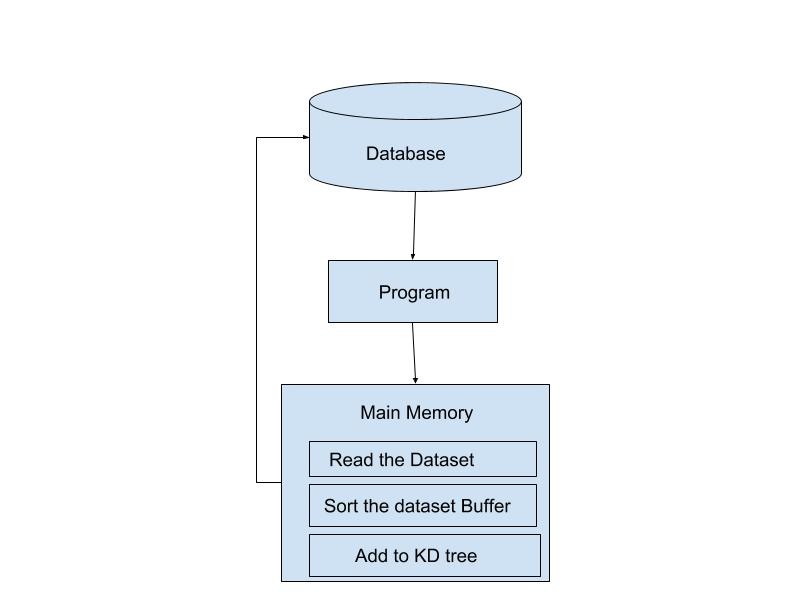 Database
Program
Main Memory
Read the Dataset
Sort the dataset Buffer
Add to KD tree